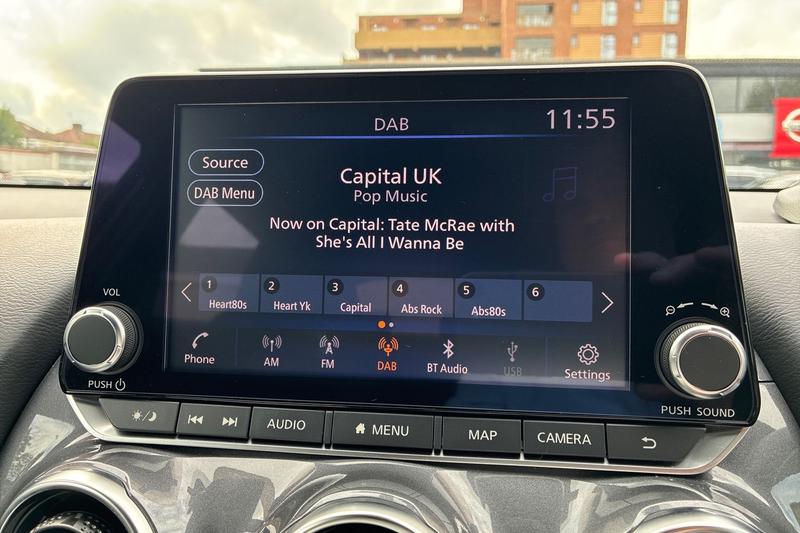 DAB
11:55
Source
DAB Menu
Capital UK
Pop Music
Now on Capital: Tate McRae with
She's All I Wanna Be
1
Heart80s
2
Heart Yk
3
Capital
4
Abs Rock
5
Abs80s
6
Phone
AM
FM
DAB
BT Audio
USB
Settings
VOL
PUSH
PUSH SOUND
AUDIO
MENU
MAP
CAMERA